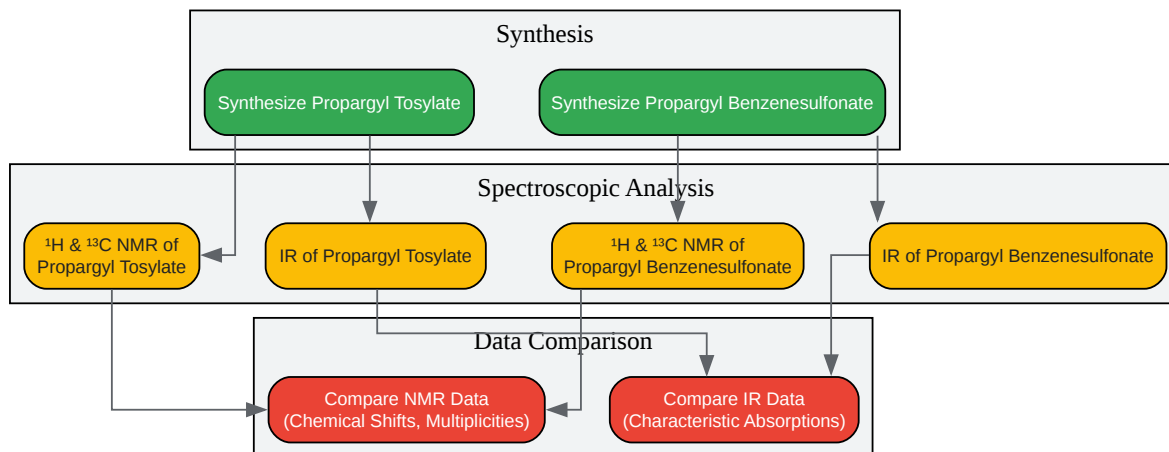 Synthesis
Synthesize Propargyl Tosylate
Synthesize Propargyl Benzenesulfonate
Spectroscopic Analysis
¹H & ¹³C NMR of
Propargyl Tosylate
IR of Propargyl Tosylate
¹H & ¹³C NMR of
Propargyl Benzenesulfonate
IR of Propargyl Benzenesulfonate
Data Comparison
Compare NMR Data
(Chemical Shifts, Multiplicities)
Compare IR Data
(Characteristic Absorptions)